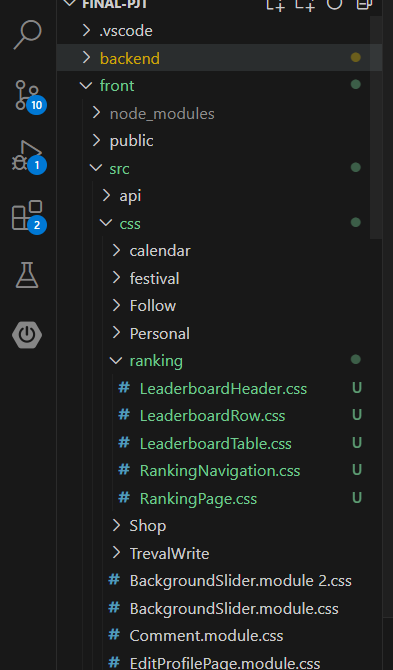 FINAL-PJT
.vscode
backend
front
node_modules
public
src
api
css
calendar
festival
Follow
Personal
ranking
# LeaderboardHeader.css U
# LeaderboardRow.css U
# LeaderboardTable.css U
# RankingNavigation.css U
# RankingPage.css U
Shop
TrevalWrite
# BackgroundSlider.module 2.css
# BackgroundSlider.module.css
# Comment.module.css
# EditProfilePage.module.css
10
1
2